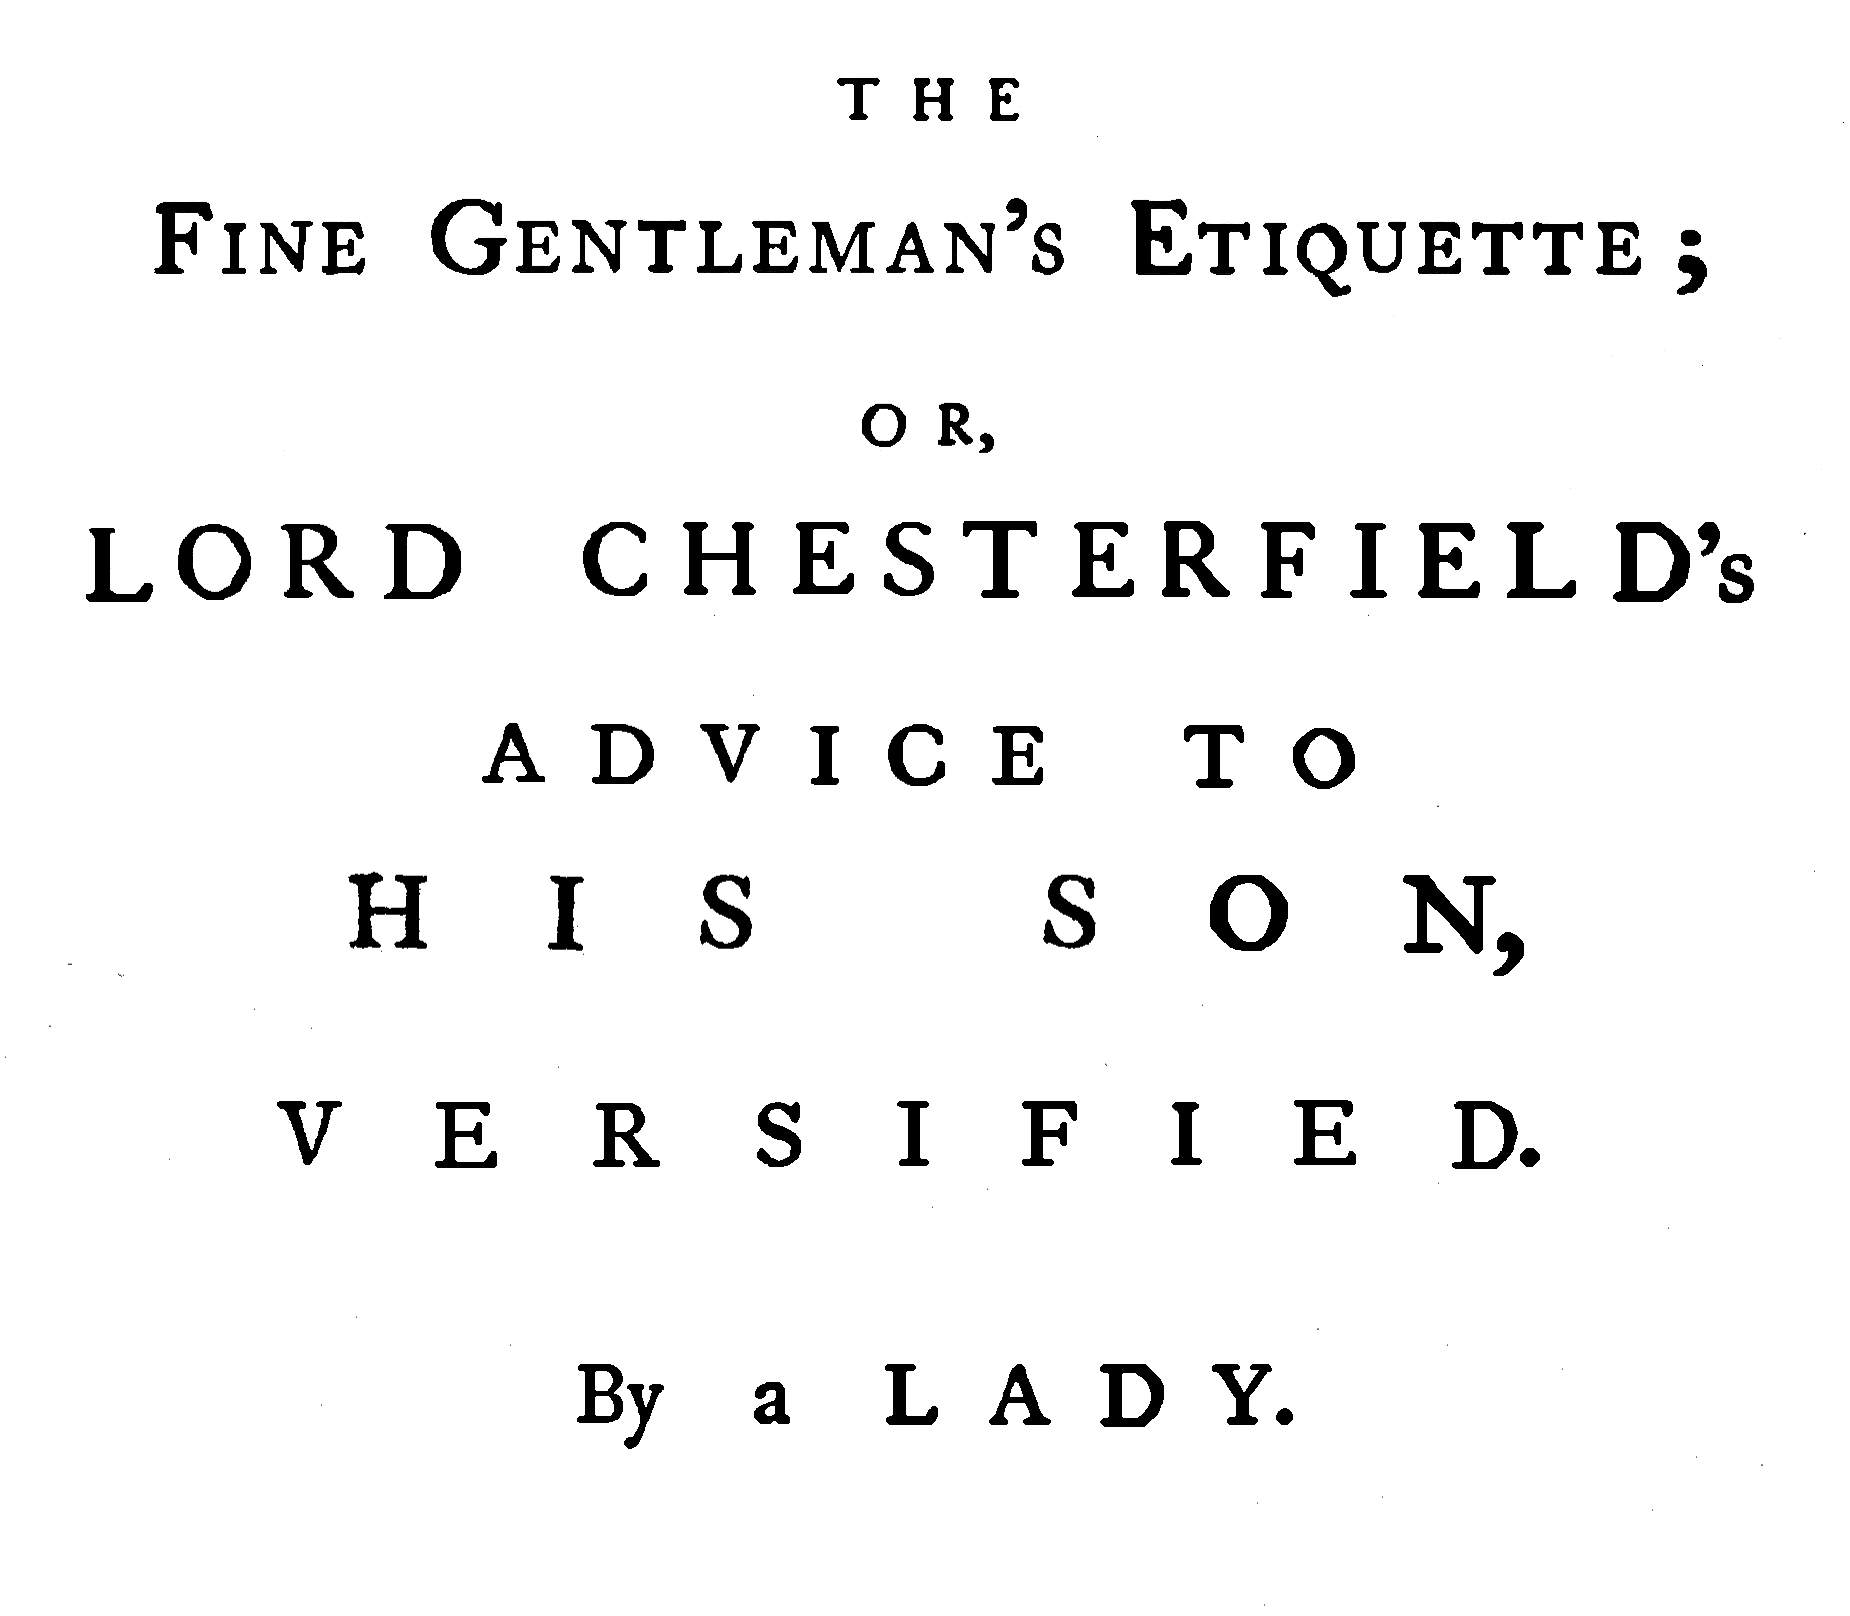 THE
FINE GENTLEMAN'S ETIQUETTE;
OR,
LORD CHESTERFIELD's
ADVICE TO
HIS SON,
VERSIFIED.
By a LADY.